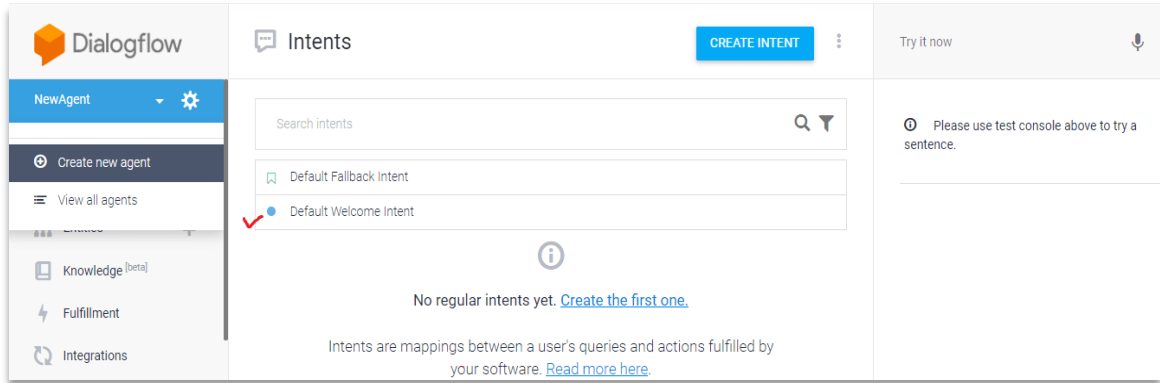 Dialogflow
Intents
CREATE INTENT
Try it now
NewAgent
Create new agent
View all agents
Entities
Knowledge [beta]
Fulfillment
Integrations
Search intents
Default Fallback Intent
Default Welcome Intent
No regular intents yet. Create the first one.
Intents are mappings between a user's queries and actions fulfilled by
your software. Read more here.
Please use test console above to try a
sentence.